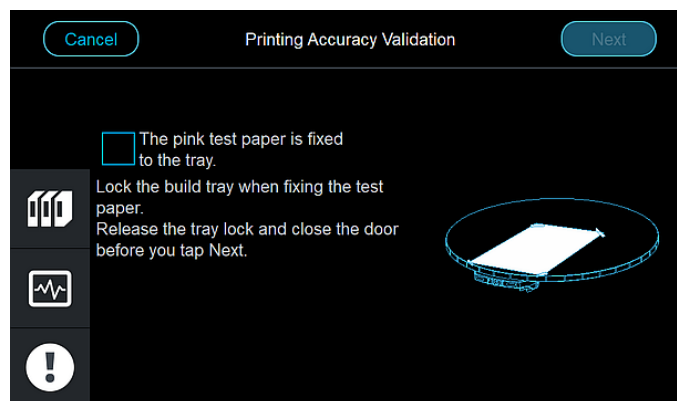 Cancel
Printing Accuracy Validation
Next
The pink test paper is fixed
to the tray.
Lock the build tray when fixing the test
paper.
Release the tray lock and close the door
before you tap Next.